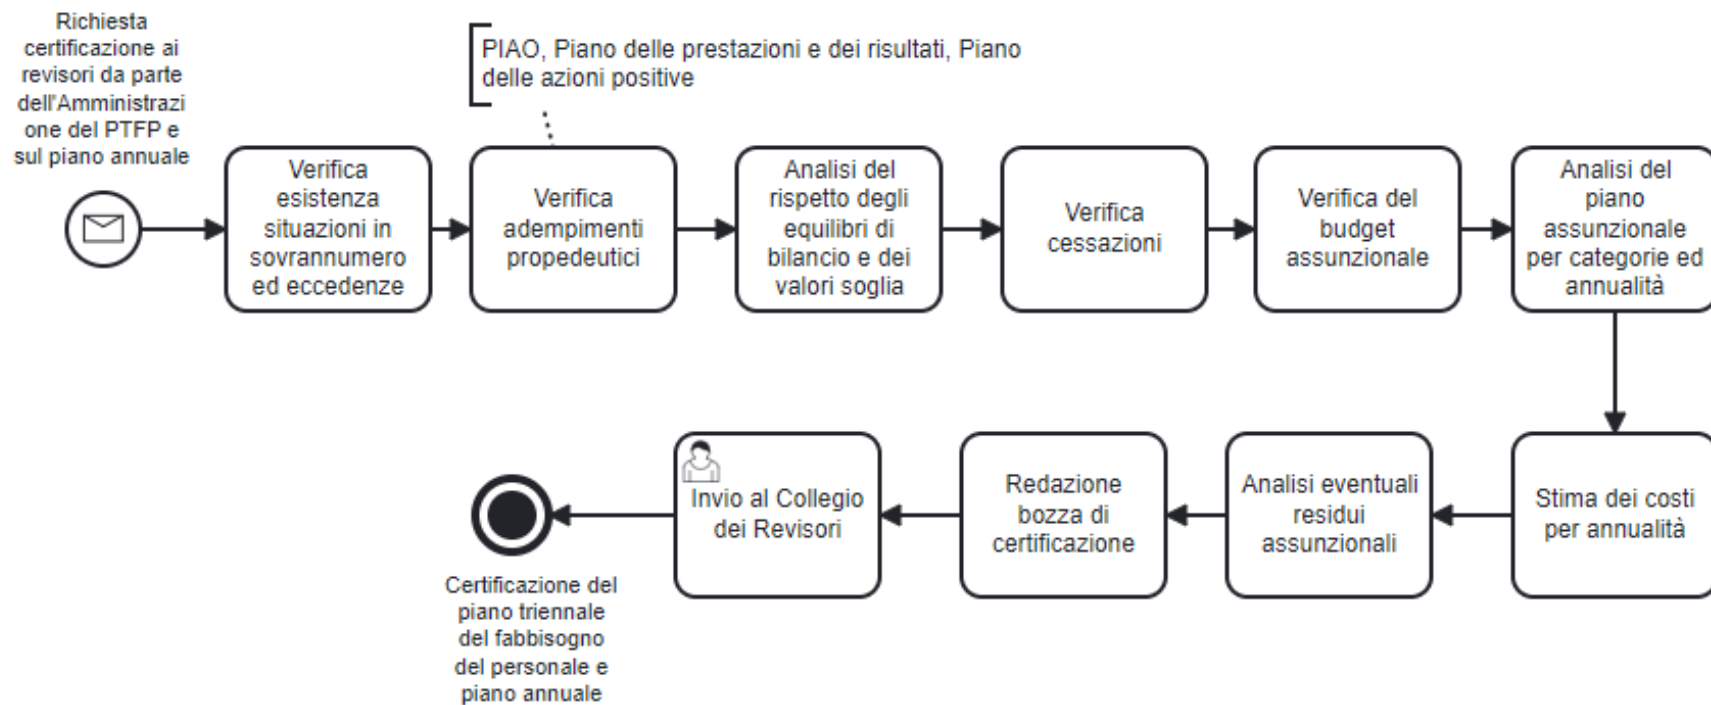 Richiesta
certificazione ai
revisori da parte
dell'Amministrazi
one del PTFP e
sul piano annuale
PIAO, Piano delle prestazioni e dei risultati, Piano
delle azioni positive
Verifica
esistenza
situazioni in
sovrannumero
ed eccedenze
Verifica
adempimenti
propedeutici
Analisi del
rispetto degli
equilibri di
bilancio e dei
valori soglia
Verifica
cessazioni
Verifica del
budget
assunzionale
Analisi del
piano
assunzionale
per categorie ed
annualità
Stima dei costi
per annualità
Analisi eventuali
residui
assunzionali
Redazione
bozza di
certificazione
Invio al Collegio
dei Revisori
Certificazione del
piano triennale
del fabbisogno
del personale e
piano annuale